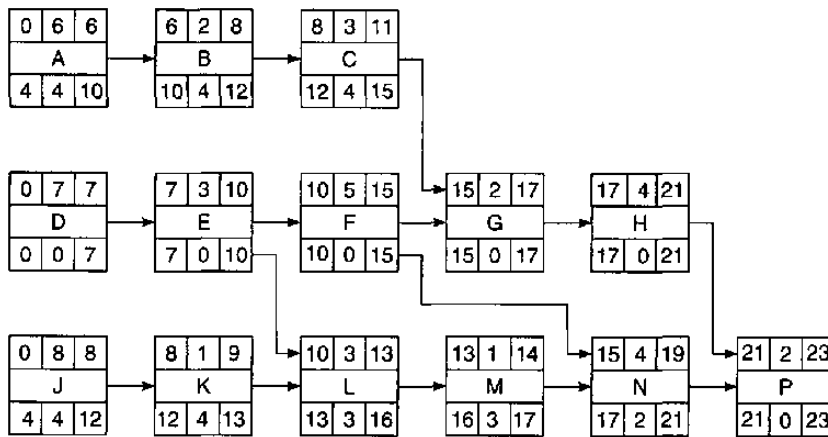 0 6 6 6 2 8 8 3 11
A B C
4 4 10 10 4 12 12 4 15
0 7 7 7 3 10 10 5 15 15 2 17 17 4 21
D E F G H
0 0 7 7 0 10 10 0 15 15 0 17 17 0 21
0 8 8 8 1 9 10 3 13 13 1 14 15 4 19 21 2 23
J K L M N P
4 4 12 12 4 13 13 3 16 16 3 17 17 2 21 21 0 23